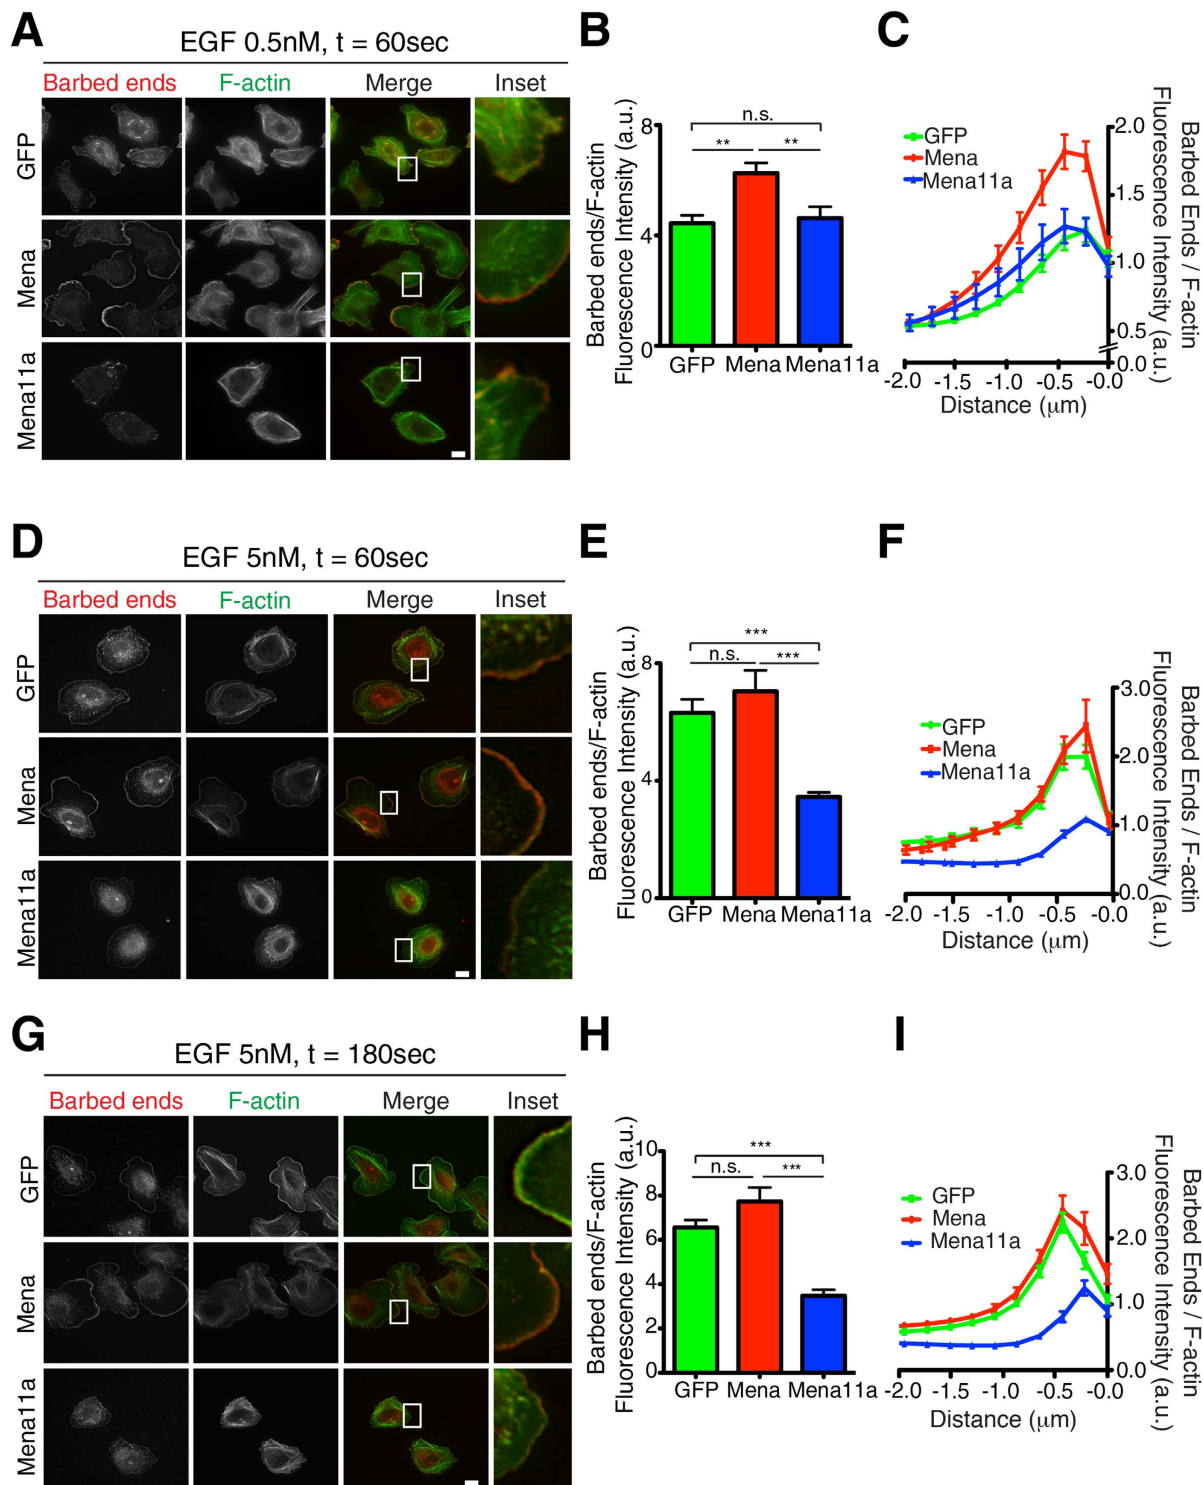 A
EGF 0.5nM, t = 60sec
Barbed ends F-actin Merge Inset
GFP
Mena
Mena11a
B
Barbed ends/F-actin
Fluorescence Intensity (a.u.)
8
4
0
n.s.
** **
GFP Mena Mena11a
C
GFP
Mena
Mena11a
2.0
1.5
1.0
0.5
0.0
Barbed Ends / F-actin
Fluorescence Intensity (a.u.)
-2.0 -1.5 -1.0 -0.5 -0.0
Distance (μm)
D
EGF 5nM, t = 60sec
Barbed ends F-actin Merge Inset
GFP
Mena
Mena11a
E
Barbed ends/F-actin
Fluorescence Intensity (a.u.)
8
4
0
***
n.s. ***
GFP Mena Mena11a
F
GFP
Mena
Mena11a
3.0
2.0
1.0
0.0
Barbed Ends / F-actin
Fluorescence Intensity (a.u.)
-2.0 -1.5 -1.0 -0.5 -0.0
Distance (μm)
G
EGF 5nM, t = 180sec
Barbed ends F-actin Merge Inset
GFP
Mena
Mena11a
H
Barbed ends/F-actin
Fluorescence Intensity (a.u.)
10
8
6
4
2
0
***
n.s. ***
GFP Mena Mena11a
I
GFP
Mena
Mena11a
3.0
2.0
1.0
0.0
Barbed Ends / F-actin
Fluorescence Intensity (a.u.)
-2.0 -1.5 -1.0 -0.5 -0.0
Distance (μm)